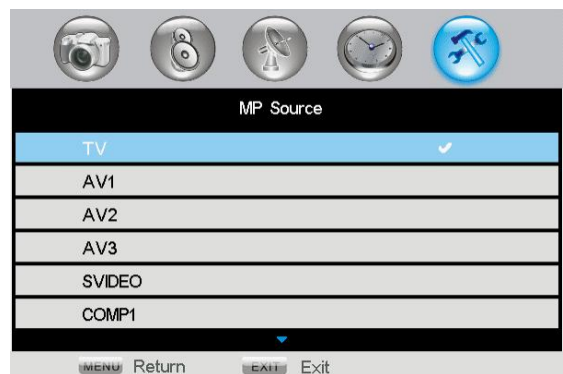 MP Source
TV
AV1
AV2
AV3
SVIDEO
COMP1
MENU Return EXIT Exit